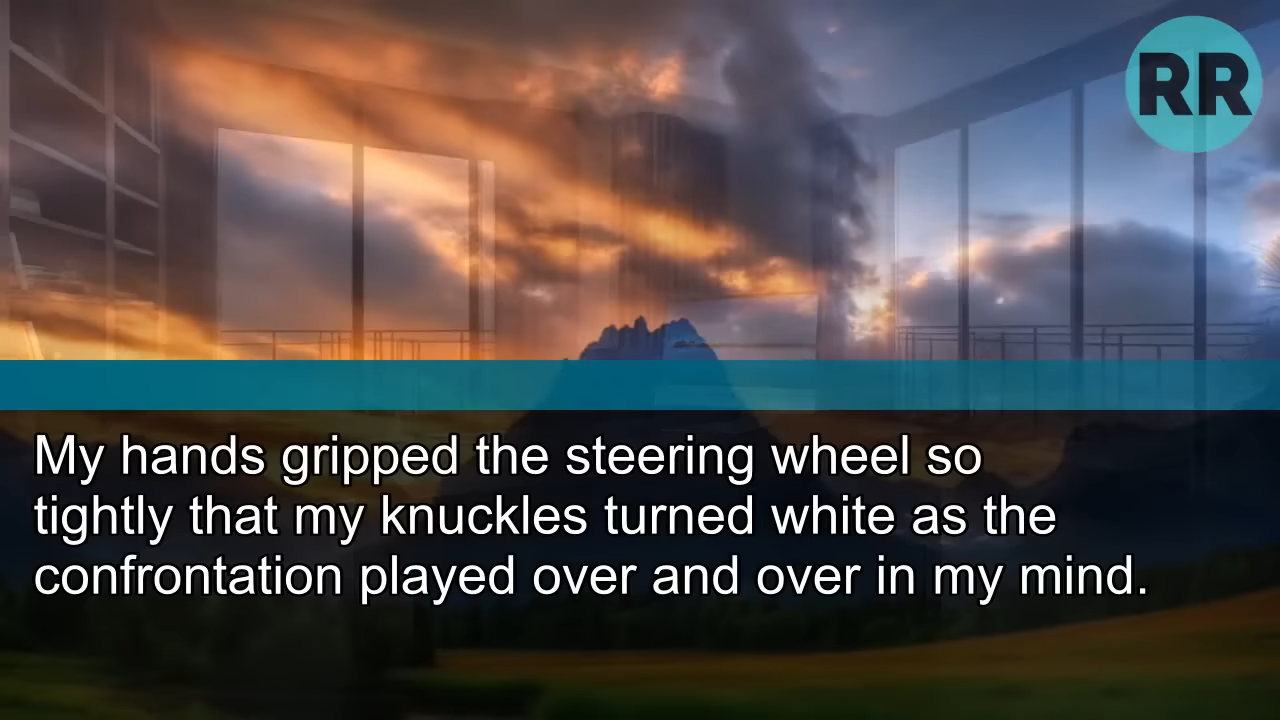 RR
My hands gripped the steering wheel so
tightly that my knuckles turned white as the
confrontation played over and over in my mind.